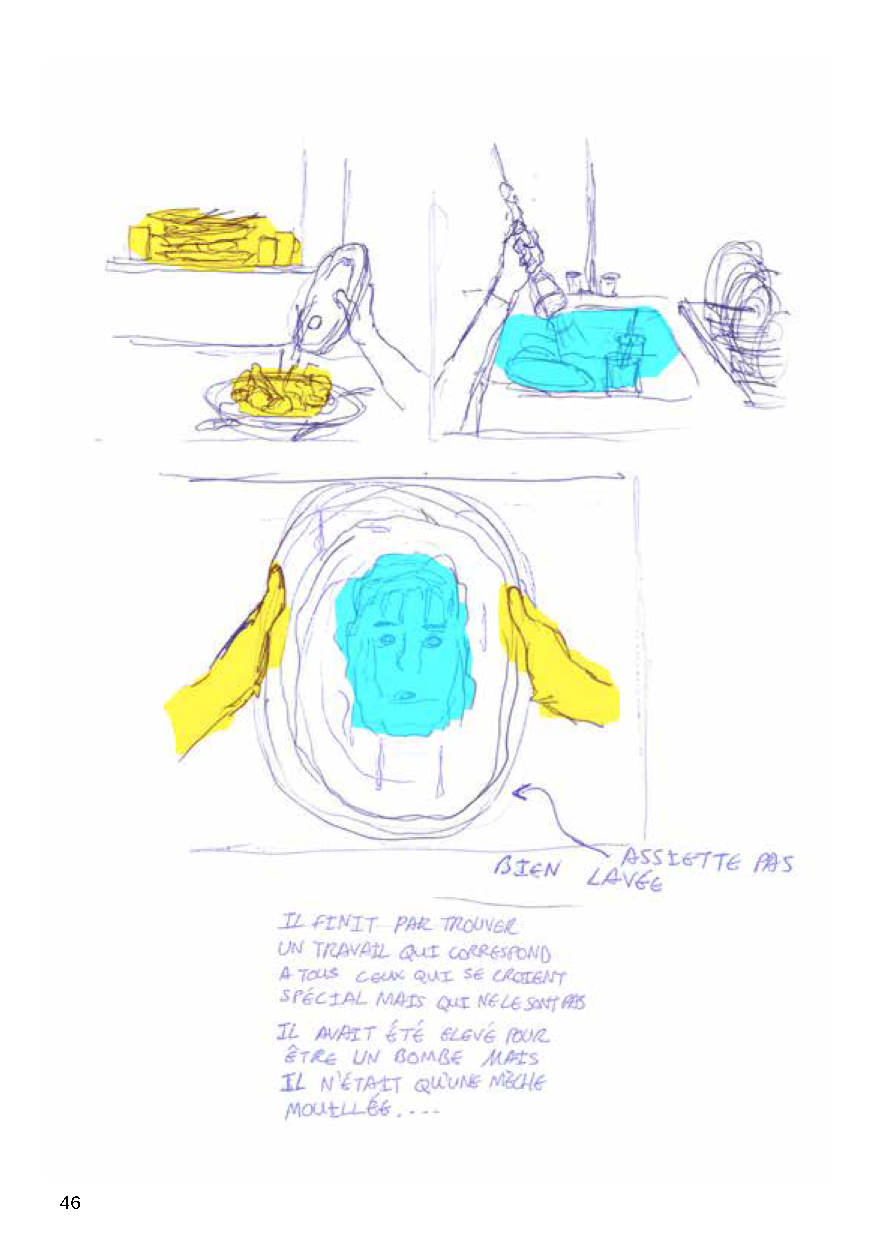 BIEN ASSIETTE PAS
LAVÉE
IL FINIT PAR TROUVER
UN TRAVAIL QUI CORRESPOND
A TOUS CEUX QUI SE CROIENT
SPÉCIAL MAIS QUI NE LE SONT PAS
IL AVAIT ÉTÉ ELEVÉ POUR
ÊTRE UN BOMBE MAIS
IL N'ÉTAIT QU'UNE MÈCHE
MOUILLÉE....
46